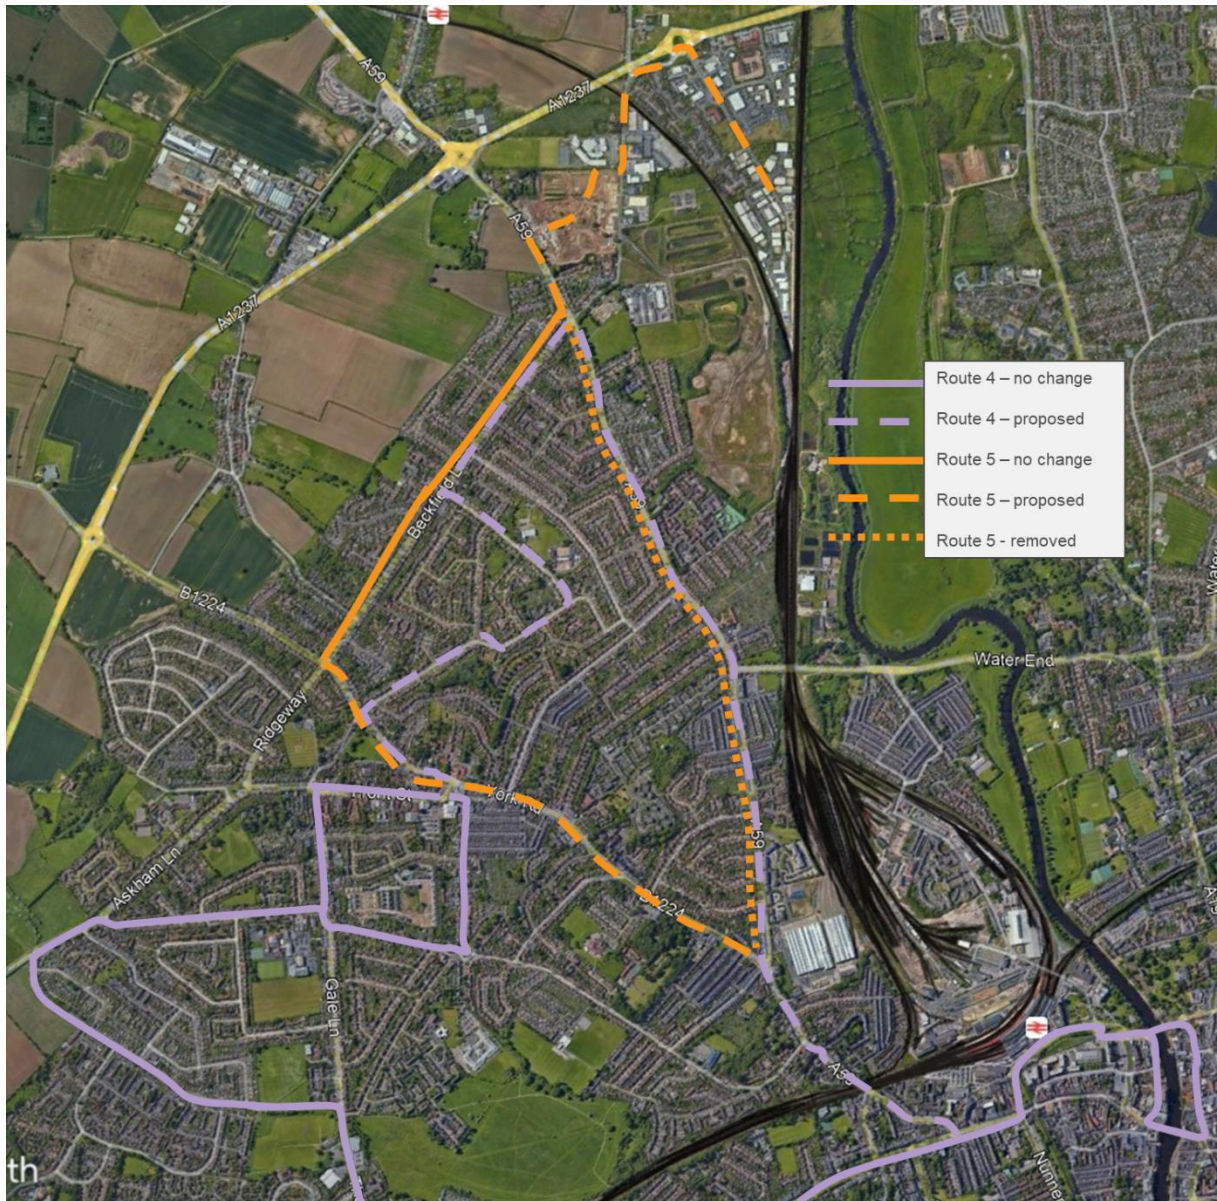 A59
A1237
A59
A1237
Route 4 – no change
Route 4 – proposed
Route 5 – no change
Route 5 – proposed
Route 5 - removed
Beckfield L
B1224
Water End
Ridgeway
Front St
York Rd
A59
Askham Ln
B1224
Gale Ln
A59
th
Nunne